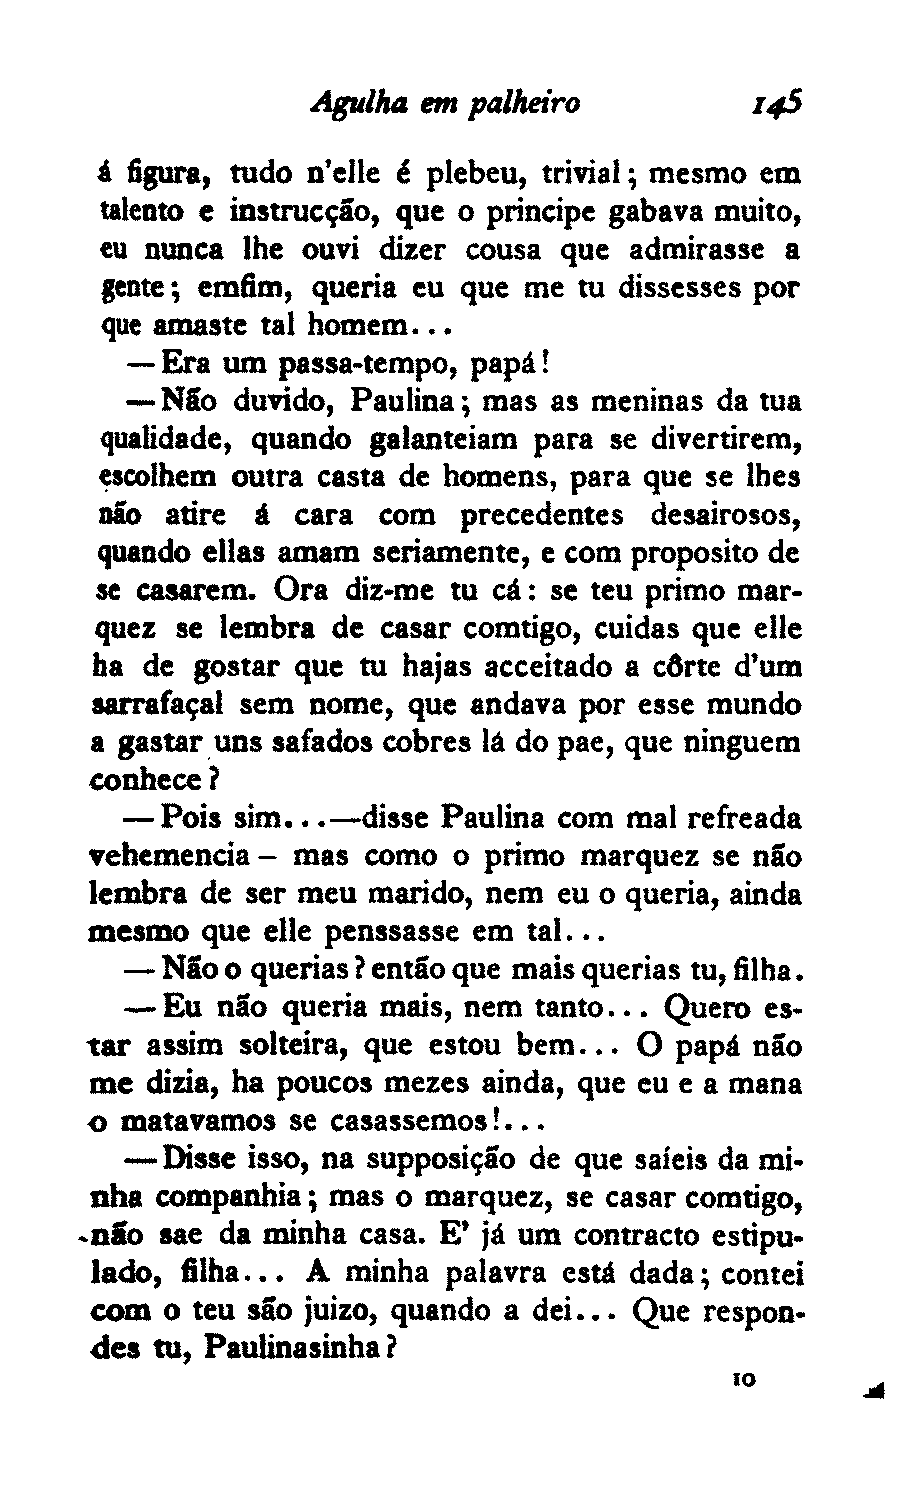 Agulha em palheiro 145
á figura, tudo n'elle é plebeu, trivial; mesmo em
talento e instrucção, que o principe gabava muito,
eu nunca lhe ouvi dizer cousa que admirasse a
gente; emfim, queria eu que me tu dissesses por
que amaste tal homem...
—Era um passa-tempo, papá!
—Não duvido, Paulina; mas as meninas da tua
qualidade, quando galanteiam para se divertirem,
escolhem outra casta de homens, para que se lhes
não atire á cara com precedentes desairosos,
quando ellas amam seriamente, e com proposito de
se casarem. Ora diz-me tu cá: se teu primo mar-
quez se lembra de casar comtigo, cuidas que elle
ha de gostar que tu hajas acceitado a côrte d'um
sarrafaçal sem nome, que andava por esse mundo
a gastar uns safados cobres lá do pae, que ninguem
conhece?
—Pois sim...—disse Paulina com mal refreada
vehemencia – mas como o primo marquez se não
lembra de ser meu marido, nem eu o queria, ainda
mesmo que elle penssasse em tal...
—Não o querias? então que mais querias tu, filha.
—Eu não queria mais, nem tanto... Quero es-
tar assim solteira, que estou bem... O papá não
me dizia, ha poucos mezes ainda, que eu e a mana
o matavamos se casassemos!...
—Disse isso, na supposição de que saíeis da mi-
nha companhia; mas o marquez, se casar comtigo,
não sae da minha casa. E' já um contracto estipu-
lado, filha... A minha palavra está dada; contei
com o teu são juizo, quando a dei... Que respon-
des tu, Paulinasinha?
10